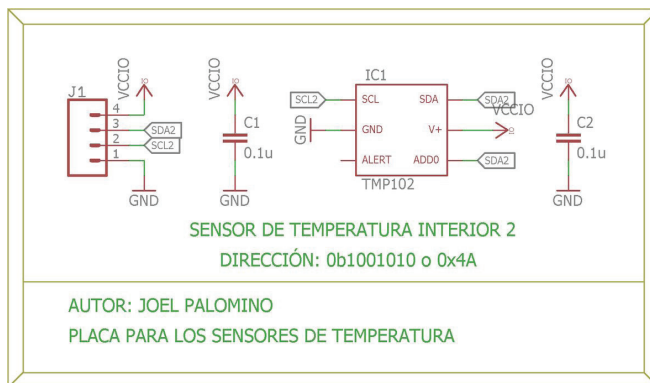 J1
VCCIO
4
3
2
1
SDA2
SCL2
GND
VCCIO
C1
0.1u
GND
IC1
SCL2
SCL
SDA
SDA2
GND
GND
V+
VCCIO
ALERT
ADD0
SDA2
TMP102
VCCIO
C2
0.1u
GND
SENSOR DE TEMPERATURA INTERIOR 2
DIRECCIÓN: 0b1001010 o 0x4A
AUTOR: JOEL PALOMINO
PLACA PARA LOS SENSORES DE TEMPERATURA